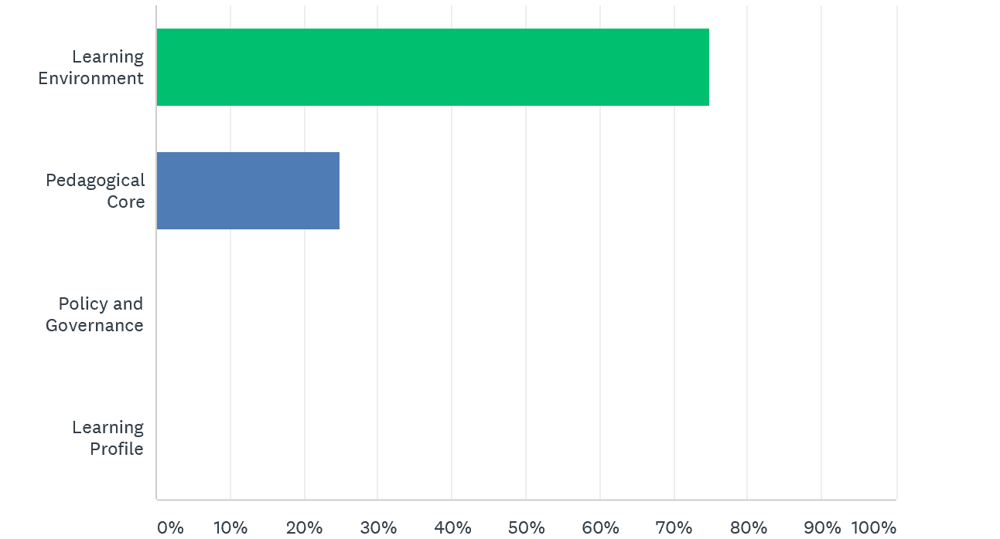 Learning
Environment
Pedagogical
Core
Policy and
Governance
Learning
Profile
0% 10% 20% 30% 40% 50% 60% 70% 80% 90% 100%